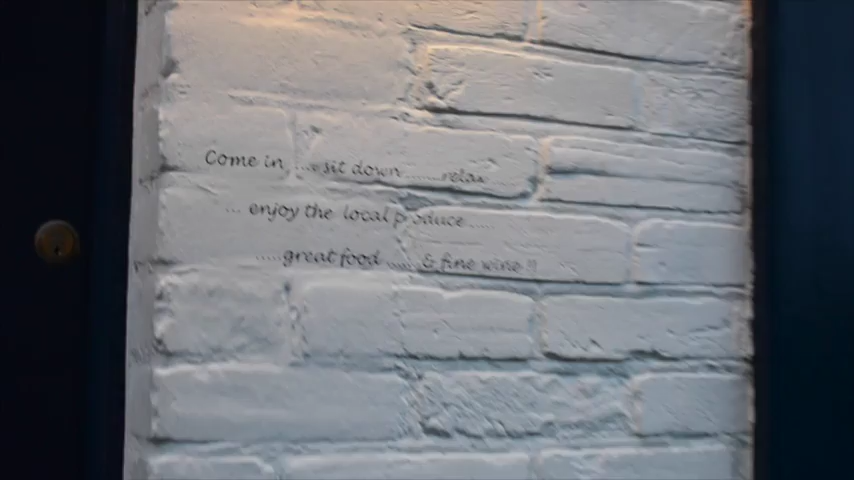 Come in ..... sit down ........relax ...
... enjoy the local produce .....
.....great food ...... & fine wine !!